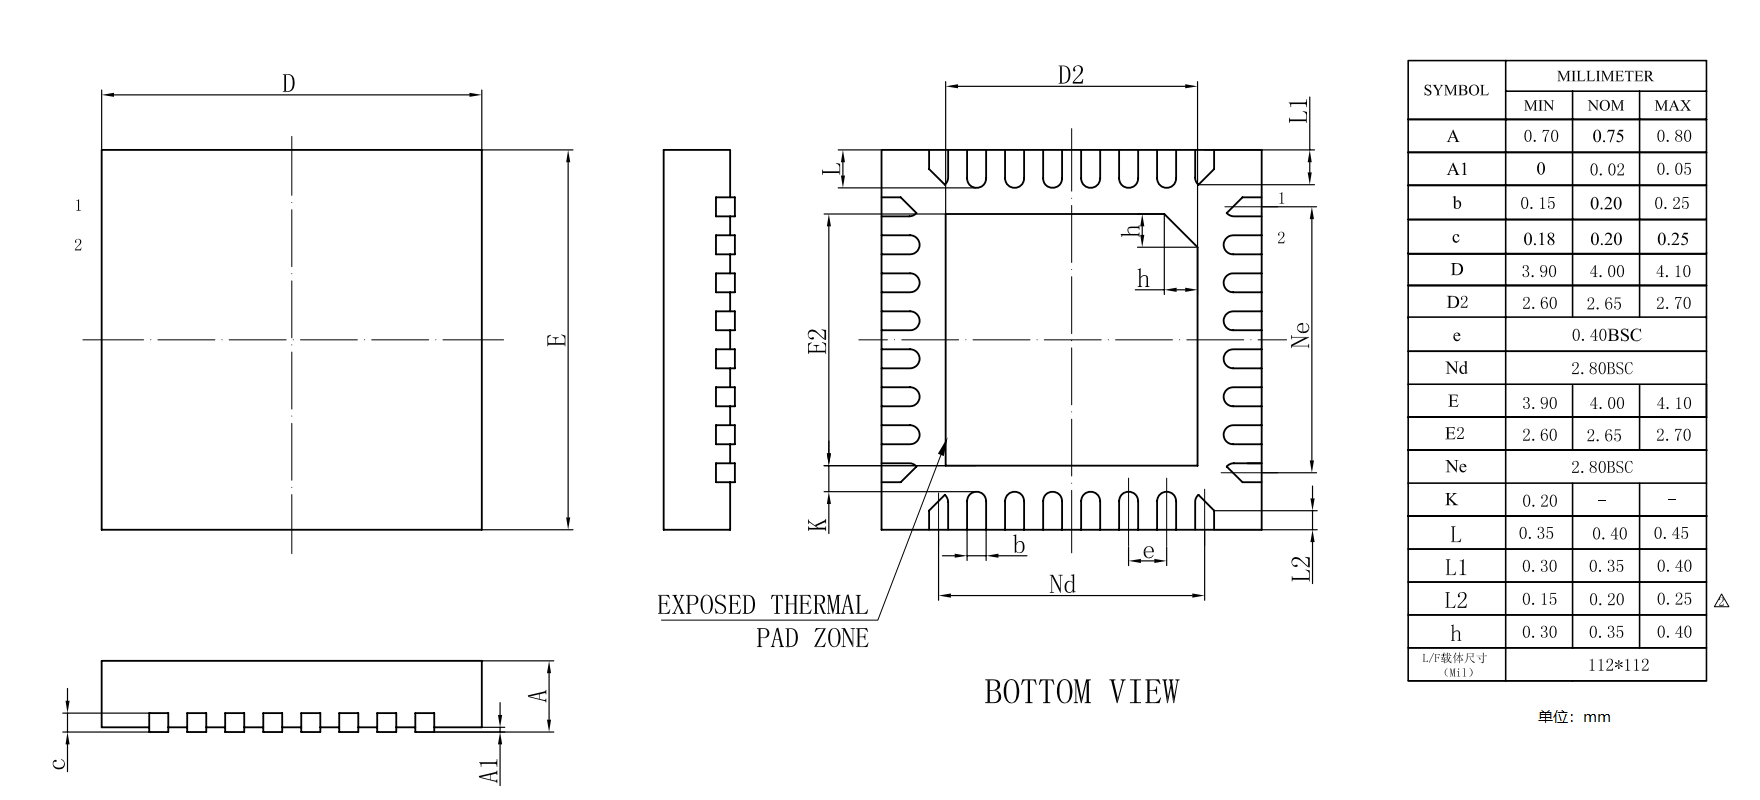 D
1
2
E
A
A1
c
D2
L1
L
1
2
h
h
E2
Ne
K
b
e
Nd
L2
EXPOSED THERMAL
PAD ZONE
BOTTOM VIEW
SYMBOL MILLIMETER
MIN NOM MAX
A 0.70 0.75 0.80
A1 0 0.02 0.05
b 0.15 0.20 0.25
c 0.18 0.20 0.25
D 3.90 4.00 4.10
D2 2.60 2.65 2.70
e 0.40BSC
Nd 2.80BSC
E 3.90 4.00 4.10
E2 2.60 2.65 2.70
Ne 2.80BSC
K 0.20 - -
L 0.35 0.40 0.45
L1 0.30 0.35 0.40
L2 0.15 0.20 0.25
h 0.30 0.35 0.40
L/F载体尺寸
(Mil) 112*112
单位：mm